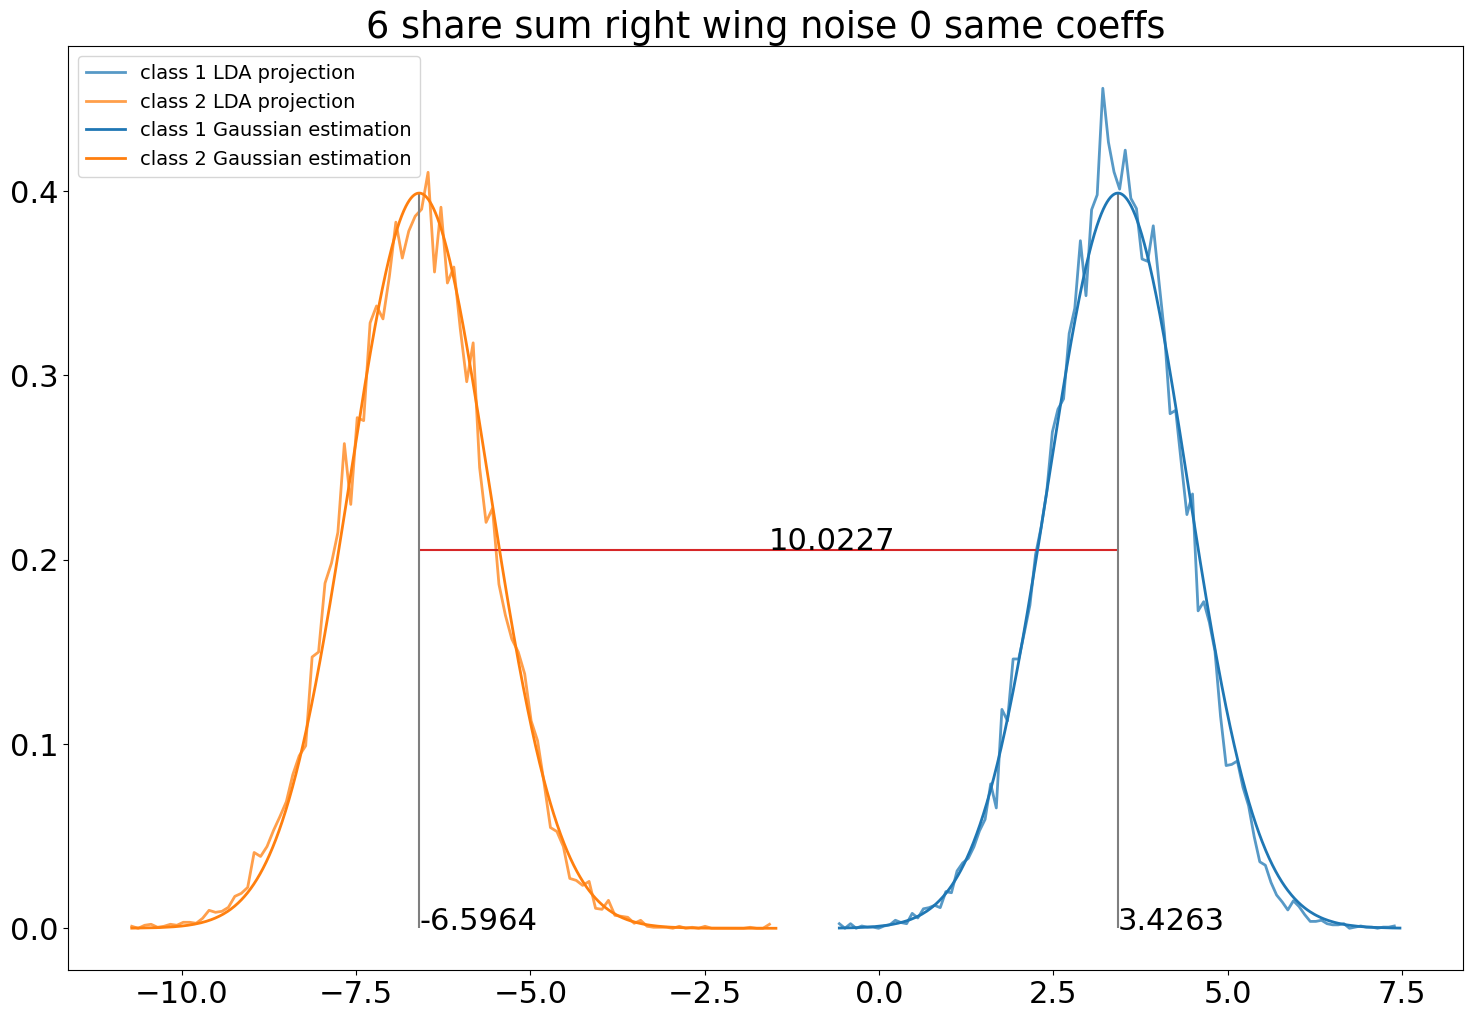 6 share sum right wing noise 0 same coeffs
class 1 LDA projection
class 2 LDA projection
class 1 Gaussian estimation
class 2 Gaussian estimation
0.4
0.3
0.2
0.1
0.0
10.0227
-6.5964
3.4263
−10.0 −7.5 −5.0 −2.5 0.0 2.5 5.0 7.5